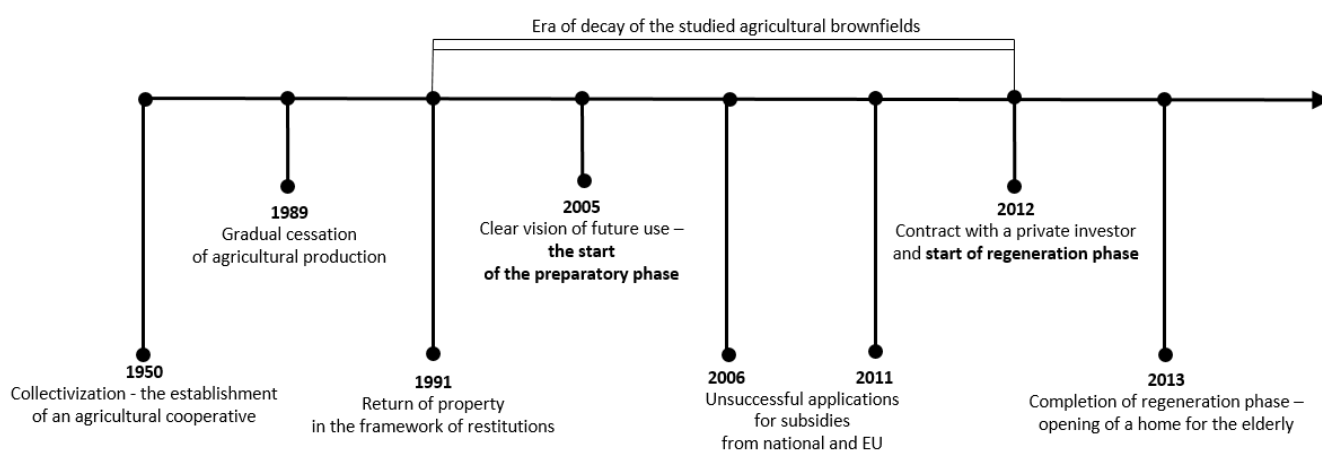 Era of decay of the studied agricultural brownfields
1950
Collectivization - the establishment
of an agricultural cooperative
1989
Gradual cessation
of agricultural production
1991
Return of property
in the framework of restitutions
2005
Clear vision of future use –
the start
of the preparatory phase
2006
2011
Unsuccessful applications
for subsidies
from national and EU
2012
Contract with a private investor
and start of regeneration phase
2013
Completion of regeneration phase –
opening of a home for the elderly